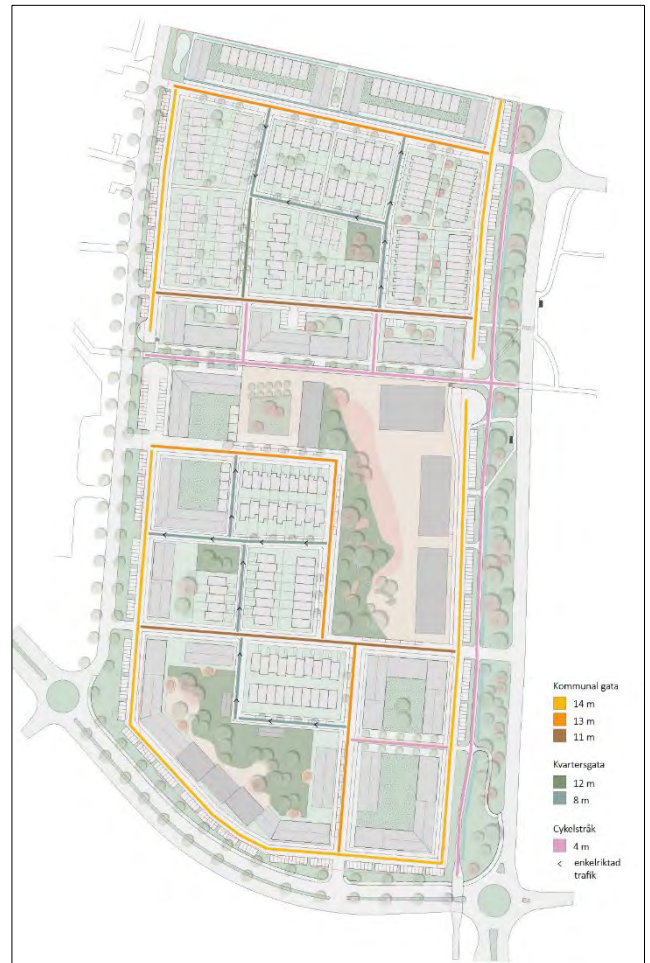 Kommunal gata
14 m
13 m
11 m
Kvartersgata
12 m
8 m
Cykelstråk
4 m
< enkelriktad
trafik